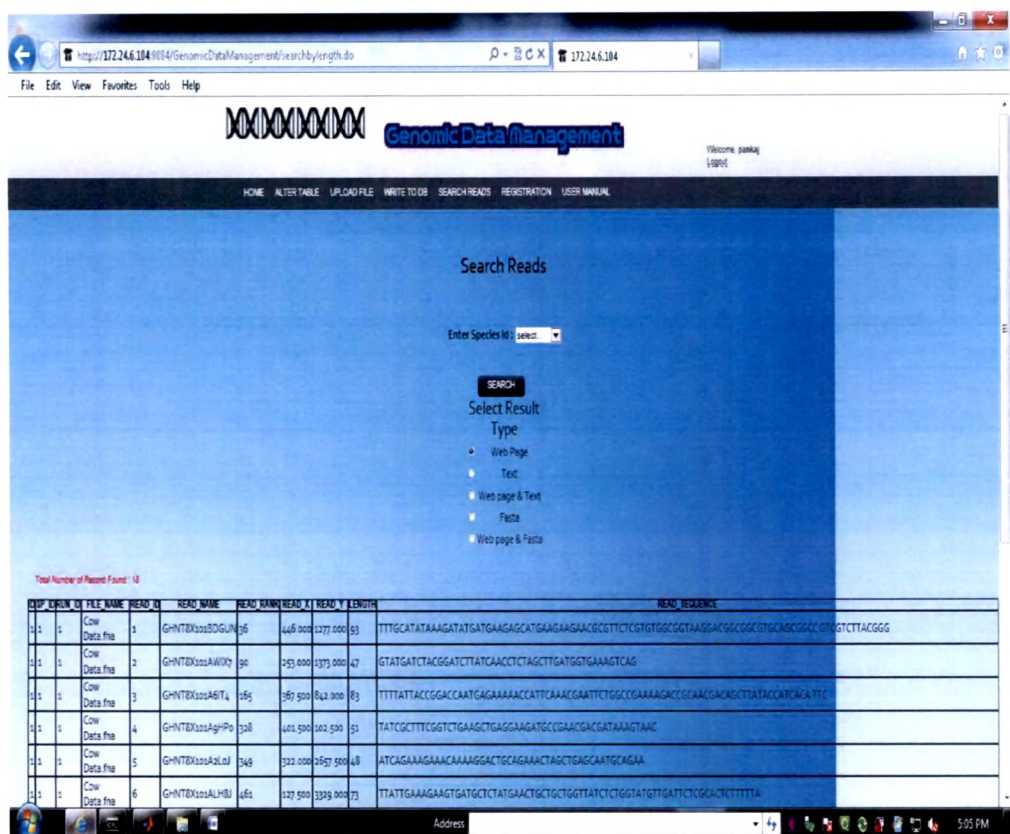 http://172.24.6.104:8084/GenomicDataManagement/searchbylength.do
172.24.6.104
File Edit View Favorites Tools Help
Genomic Data Management
Welcome, pankaj
Logout
HOME ALTER TABLE UPLOAD FILE WRITE TO DB SEARCH READS REGISTRATION USER MANUAL
Search Reads
Enter Species Id : select...
SEARCH
Select Result
Type
Web Page
Text
Web page & Text
Fasta
Web page & Fasta
Total Number of Record Found : 10
SP_ID RUN_ID FILE_NAME READ_ID READ_NAME READ_RANK READ_X READ_Y LENGTH READ_SEQUENCE
1 1 1 Cow Data.fna 1 GHNT8X101BDGUN 36 446.000 1277.000 93
1 1 1 Cow Data.fna 2 GHNT8X101AWIX7 90 253.000 1373.000 47 GTATGATCTACGGATCTTATCAACCTCTAGCTTGATGGTGAAAGTCAG
1 1 1 Cow Data.fna 3 GHNT8X101A6IT4 165 367.500 842.000 83
1 1 1 Cow Data.fna 4 GHNT8X101A9HP0 328 401.500 102.500 51 TATCGCTTTCGGTCTGAAGCTGAGGAAGATGCCGAACGACGATAAAGTAAC
1 1 1 Cow Data.fna 5 GHNT8X101A2L0J 349 322.000 2657.500 48 ATCAGAAAGAAACAAAAGGACTGCAGAAACTAGCTGAGCAATGCAGAA
1 1 1 Cow Data.fna 6 GHNT8X101ALH8J 461 127.500 3329.000 73
Address
5:05 PM